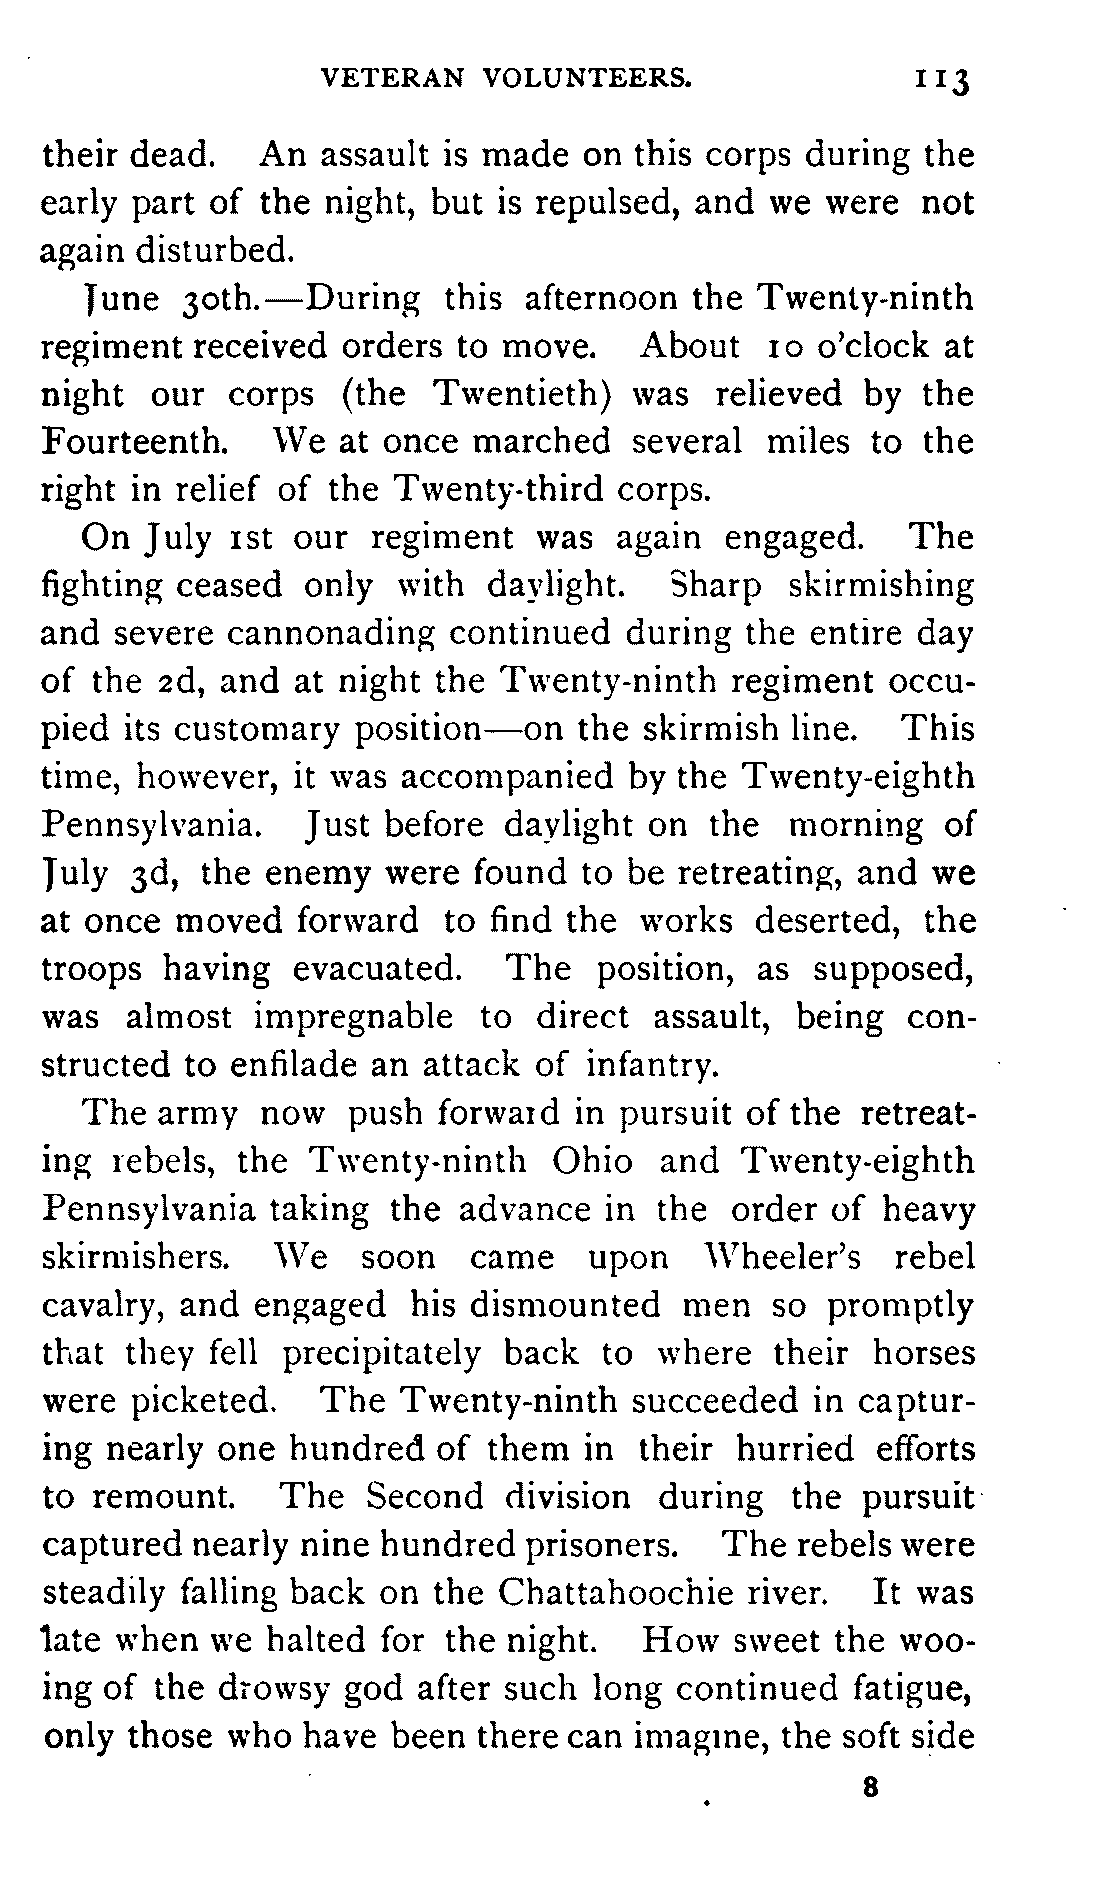 VETERAN VOLUNTEERS. 113
their dead. An assault is made on this corps during the
early part of the night, but is repulsed, and we were not
again disturbed.
June 30th.—During this afternoon the Twenty-ninth
regiment received orders to move. About 10 o'clock at
night our corps (the Twentieth) was relieved by the
Fourteenth. We at once marched several miles to the
right in relief of the Twenty-third corps.
On July 1st our regiment was again engaged. The
fighting ceased only with daylight. Sharp skirmishing
and severe cannonading continued during the entire day
of the 2d, and at night the Twenty-ninth regiment occu-
pied its customary position—on the skirmish line. This
time, however, it was accompanied by the Twenty-eighth
Pennsylvania. Just before daylight on the morning of
July 3d, the enemy were found to be retreating, and we
at once moved forward to find the works deserted, the
troops having evacuated. The position, as supposed,
was almost impregnable to direct assault, being con-
structed to enfilade an attack of infantry.
The army now push forward in pursuit of the retreat-
ing rebels, the Twenty-ninth Ohio and Twenty-eighth
Pennsylvania taking the advance in the order of heavy
skirmishers. We soon came upon Wheeler's rebel
cavalry, and engaged his dismounted men so promptly
that they fell precipitately back to where their horses
were picketed. The Twenty-ninth succeeded in captur-
ing nearly one hundred of them in their hurried efforts
to remount. The Second division during the pursuit
captured nearly nine hundred prisoners. The rebels were
steadily falling back on the Chattahoochie river. It was
late when we halted for the night. How sweet the woo-
ing of the drowsy god after such long continued fatigue,
only those who have been there can imagine, the soft side
8